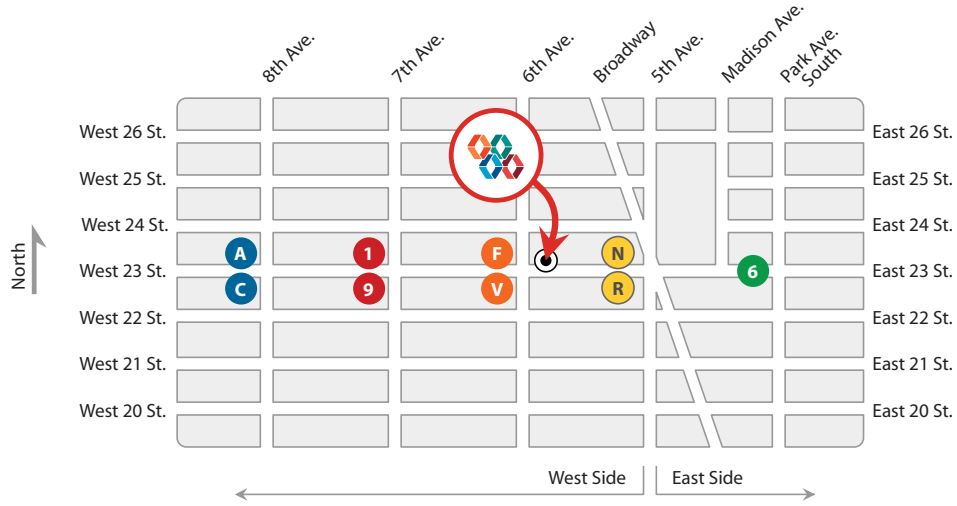 8th Ave.
7th Ave.
6th Ave.
Broadway
5th Ave.
Madison Ave.
Park Ave.
South
West 26 St.
East 26 St.
West 25 St.
East 25 St.
West 24 St.
East 24 St.
North
A
1
F
N
West 23 St.
6
East 23 St.
C
9
V
R
West 22 St.
East 22 St.
West 21 St.
East 21 St.
West 20 St.
East 20 St.
West Side
East Side